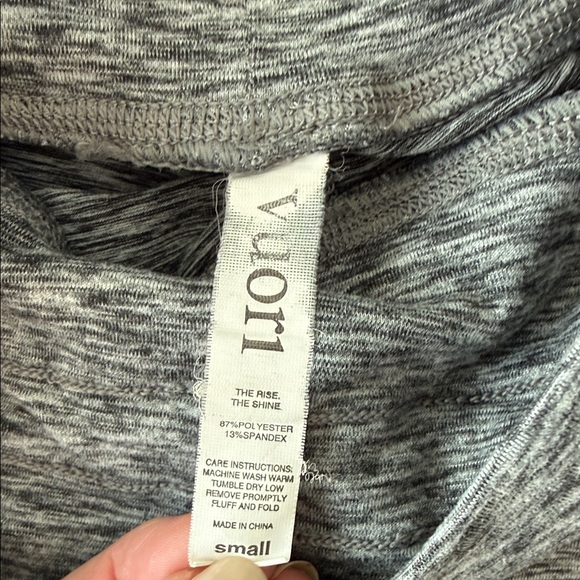 vuori
THE RISE.
THE SHINE
87%POLYESTER
13%SPANDEX
CARE INSTRUCTIONS:
MACHINE WASH WARM
TUMBLE DRY LOW
REMOVE PROMPTLY
FLUFF AND FOLD
MADE IN CHINA
small